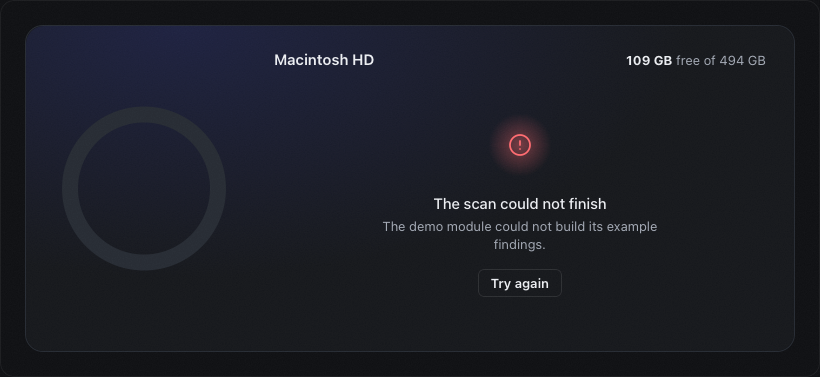 Macintosh HD
109 GB free of 494 GB
The scan could not finish
The demo module could not build its example
findings.
Try again